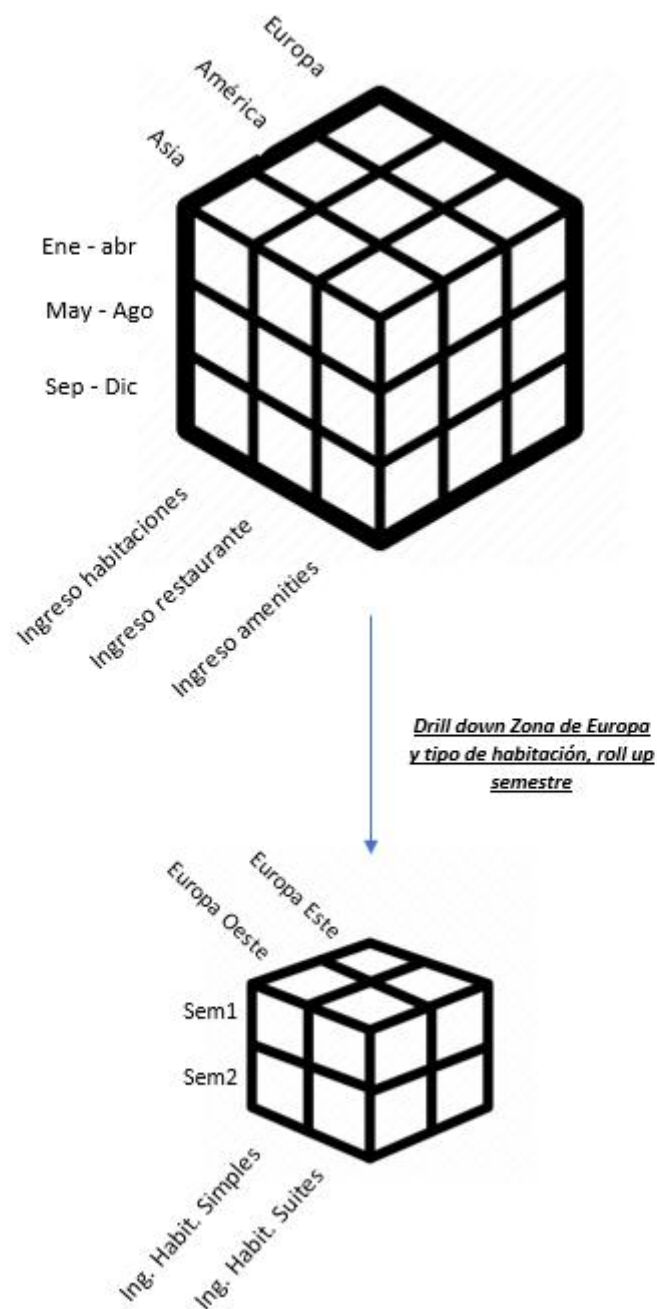 Europa
América
Asia
Ene - abr
May - Ago
Sep - Dic
Ingreso habitaciones
Ingreso restaurante
Ingreso amenities
Drill down Zona de Europa
y tipo de habitación, roll up
semestre
Europa Este
Europa Oeste
Sem1
Sem2
Ing. Habit. Simples
Ing. Habit. Suites